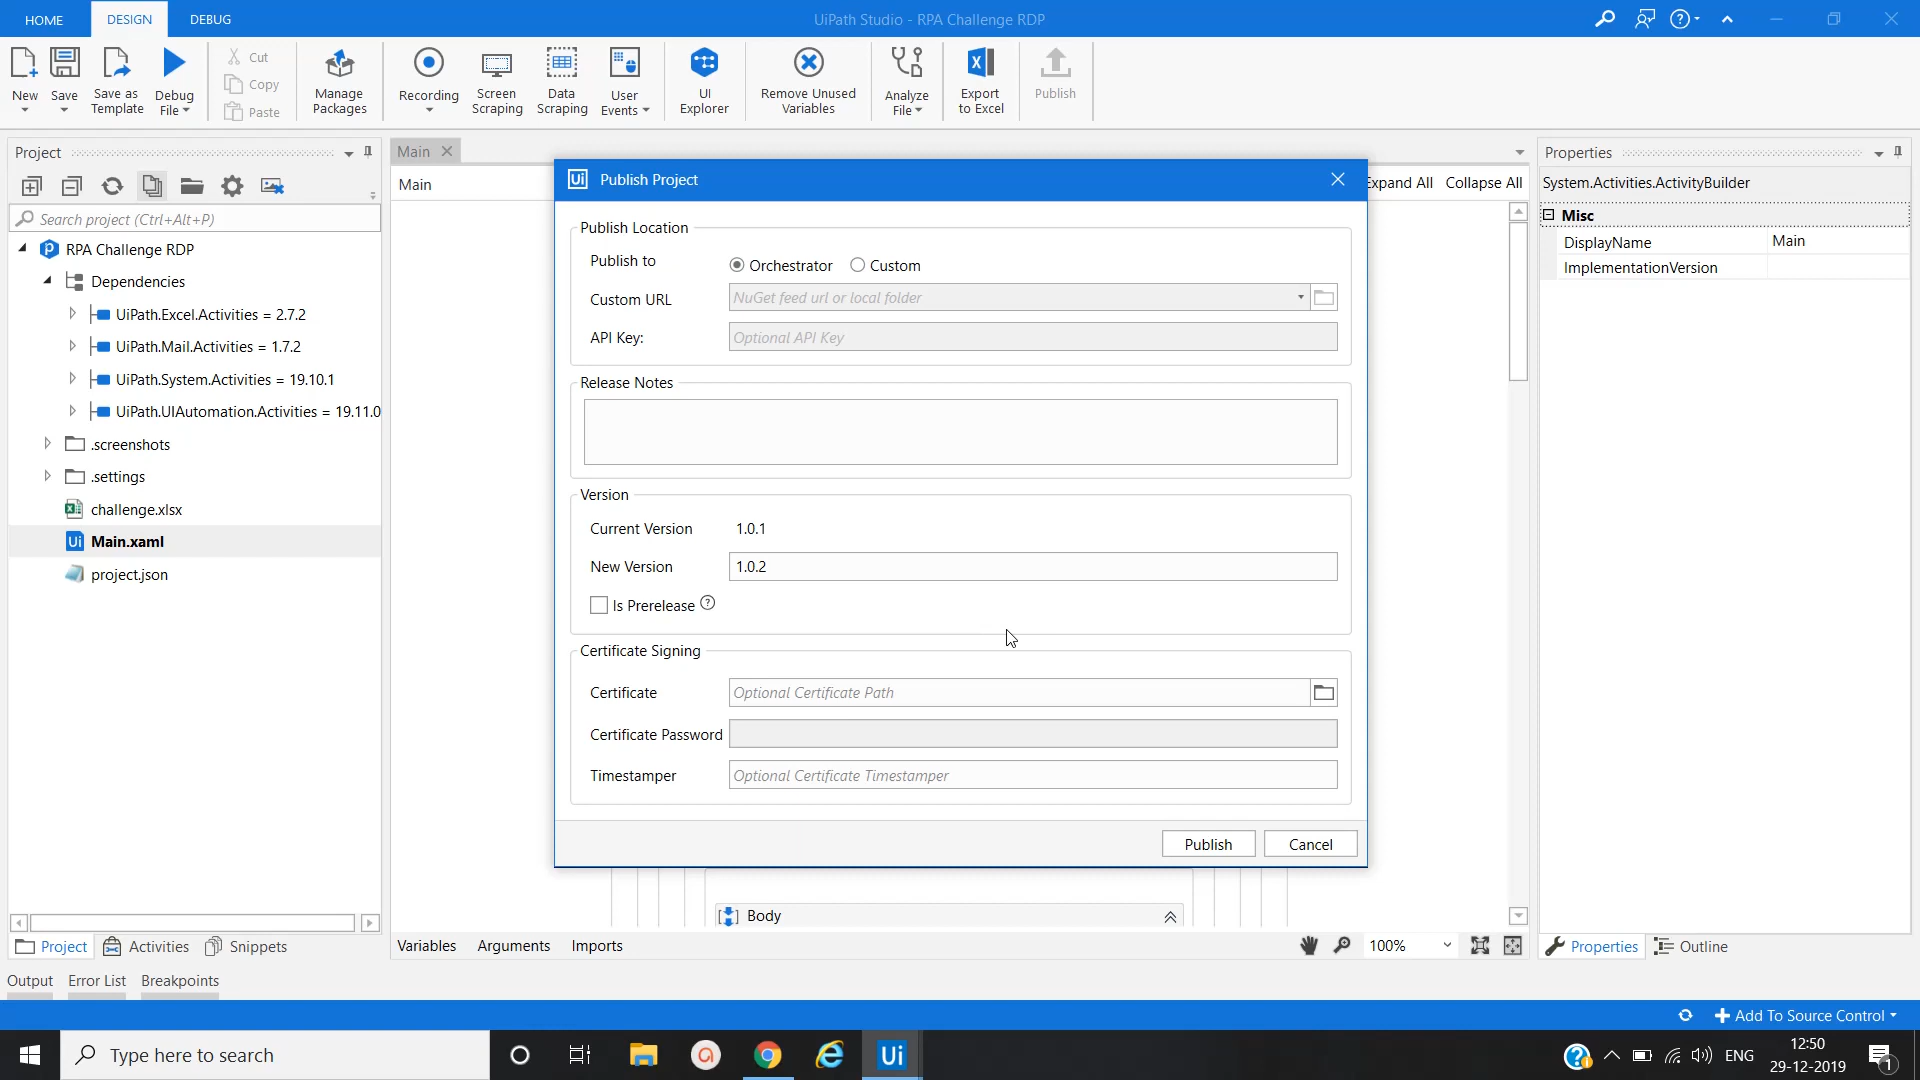 HOME
DESIGN
DEBUG
UiPath Studio - RPA Challenge RDP
New
Save
Save as
Template
Debug
File
Cut
Copy
Paste
Manage
Packages
Recording
Screen
Scraping
Data
Scraping
User
Events
UI
Explorer
Remove Unused
Variables
Analyze
File
Export
to Excel
Publish
Project
Search project (Ctrl+Alt+P)
RPA Challenge RDP
Dependencies
UiPath.Excel.Activities = 2.7.2
UiPath.Mail.Activities = 1.7.2
UiPath.System.Activities = 19.10.1
UiPath.UIAutomation.Activities = 19.11.0
.screenshots
.settings
challenge.xlsx
Ui Main.xaml
project.json
Project
Activities
Snippets
Output
Error List
Breakpoints
Main
Main
Expand All
Collapse All
Ui Publish Project
Publish Location
Publish to
Orchestrator
Custom
Custom URL
NuGet feed url or local folder
API Key:
Optional API Key
Release Notes
Version
Current Version
1.0.1
New Version
1.0.2
Is Prerelease
Certificate Signing
Certificate
Optional Certificate Path
Certificate Password
Timestamper
Optional Certificate Timestamper
Publish
Cancel
Body
Variables
Arguments
Imports
100%
Properties
System.Activities.ActivityBuilder
Misc
DisplayName
Main
ImplementationVersion
Properties
Outline
Add To Source Control
Type here to search
Ui
ENG
12:50
29-12-2019
1